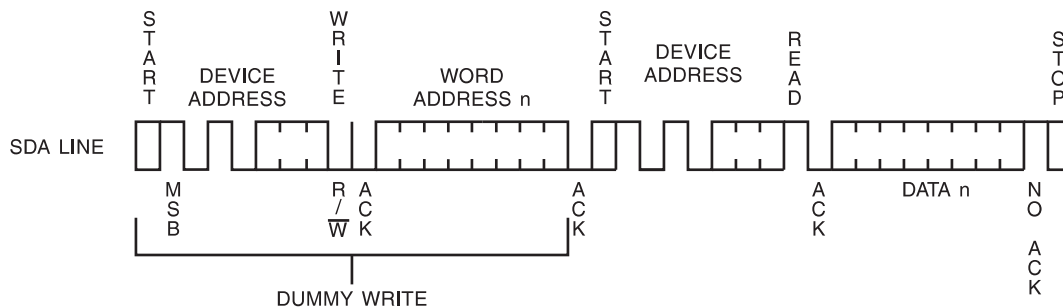 START
WRITE
START
READ
STOP
DEVICE
ADDRESS
WORD
ADDRESS n
DEVICE
ADDRESS
SDA LINE
MSB
R/W
ACK
ACK
ACK
DATA n
NO ACK
DUMMY WRITE